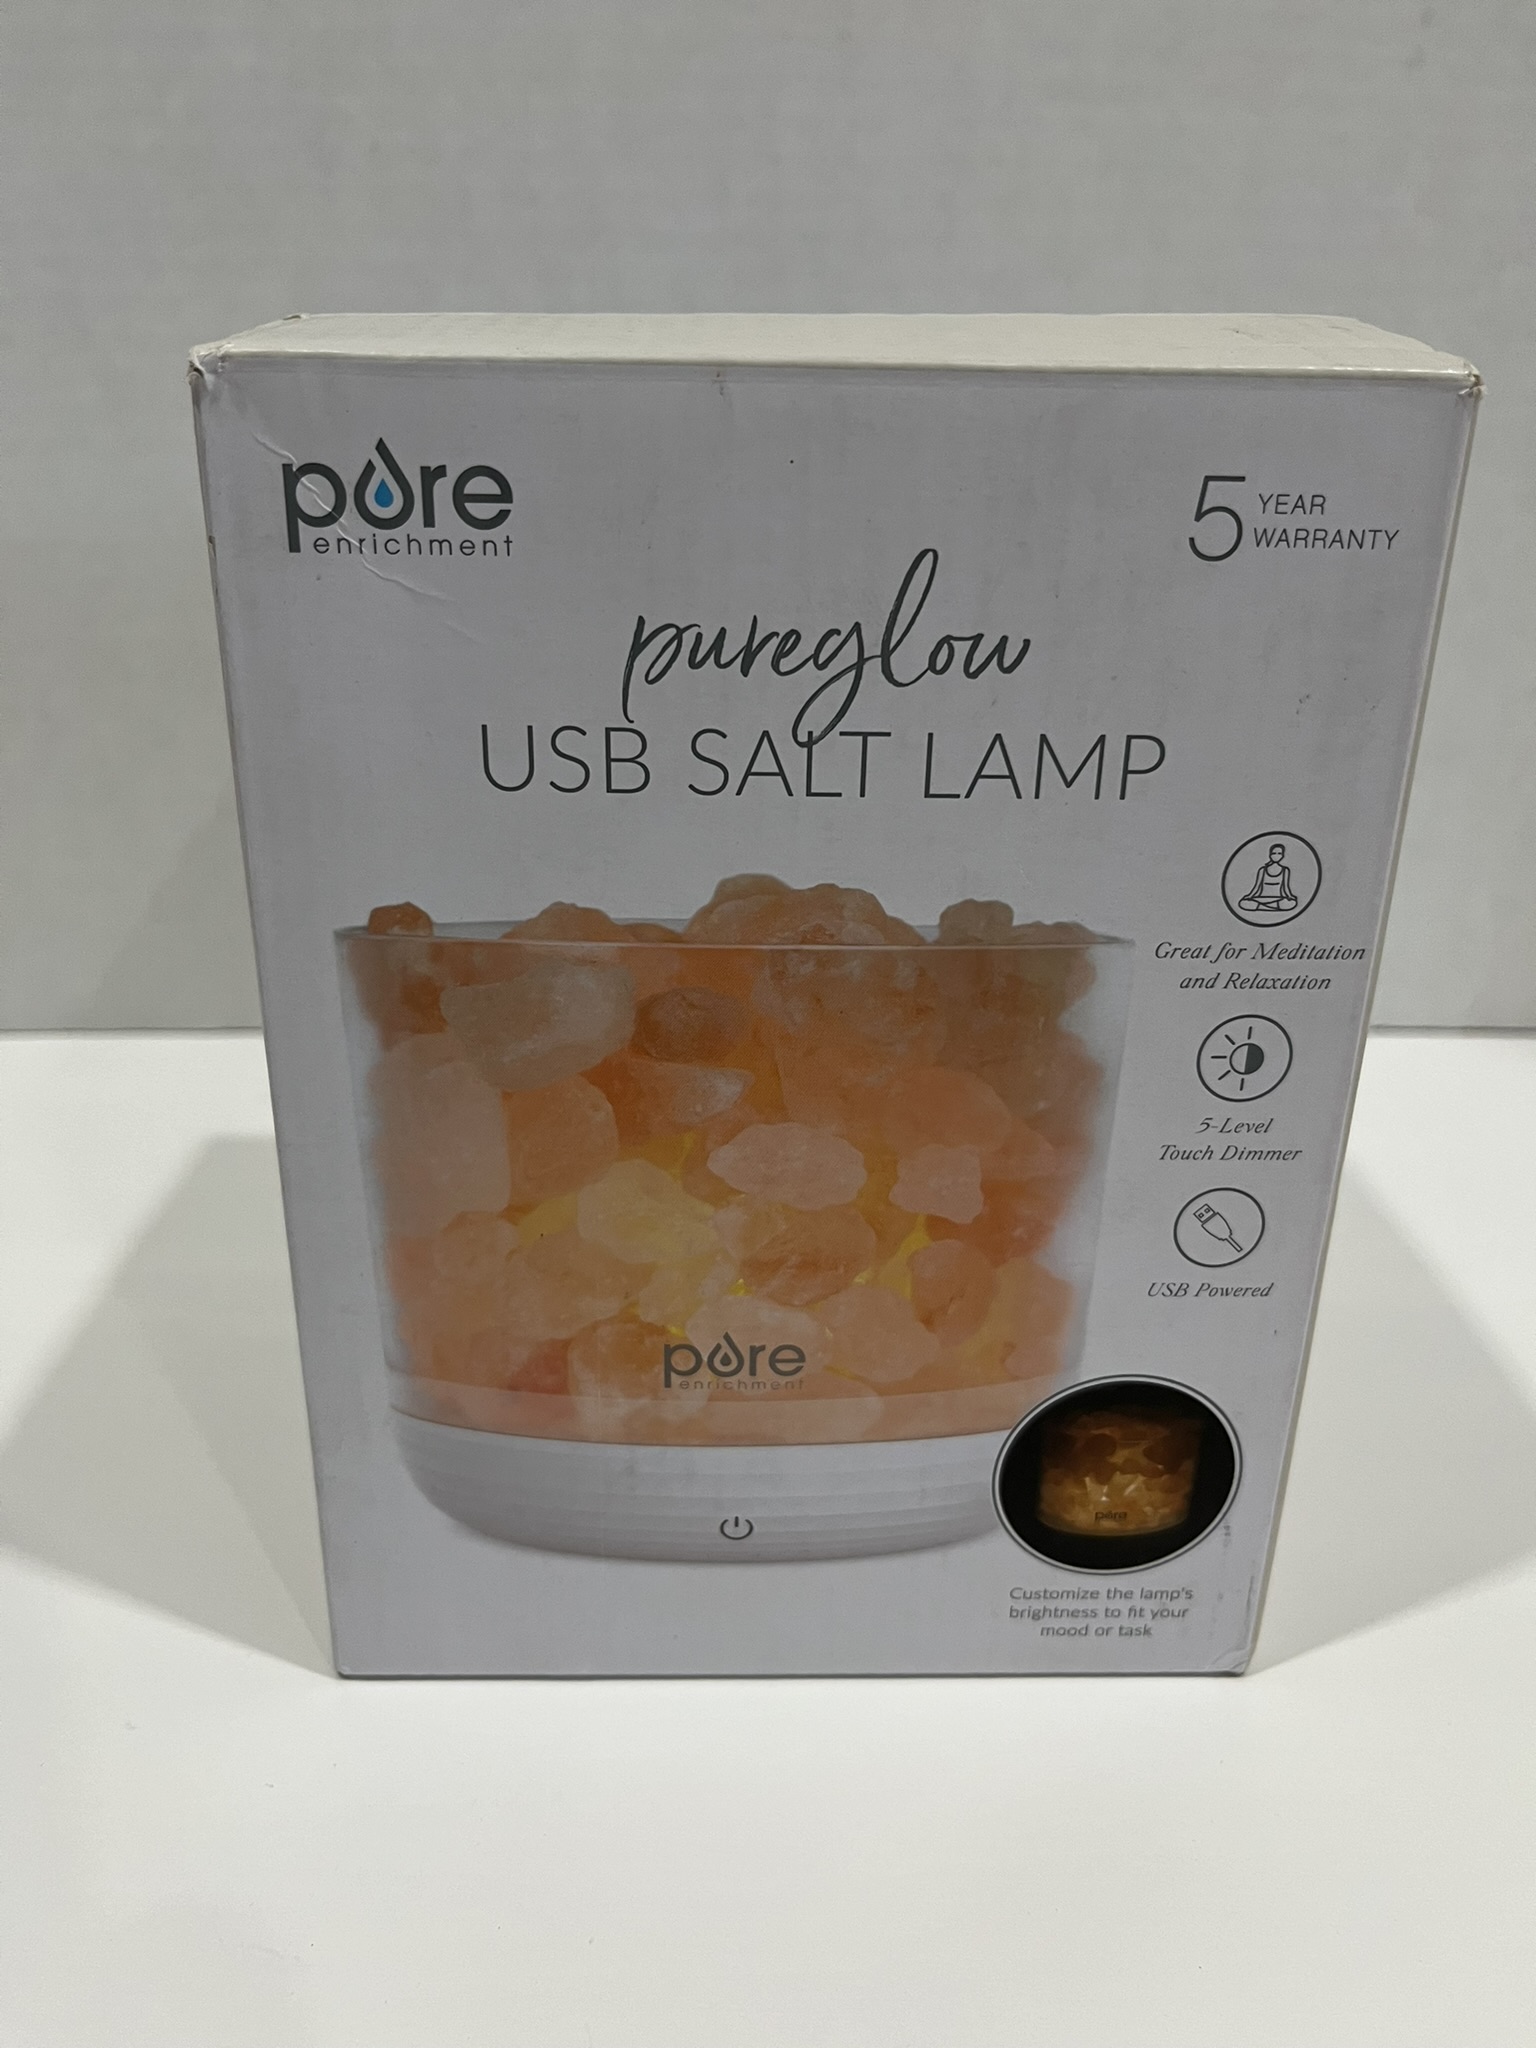 pure
enrichment
5 YEAR
WARRANTY
pureglow
USB SALT LAMP
Great for Meditation
and Relaxation
5-Level
Touch Dimmer
USB Powered
pure
enrichment
pure
Customize the lamp's
brightness to fit your
mood or task